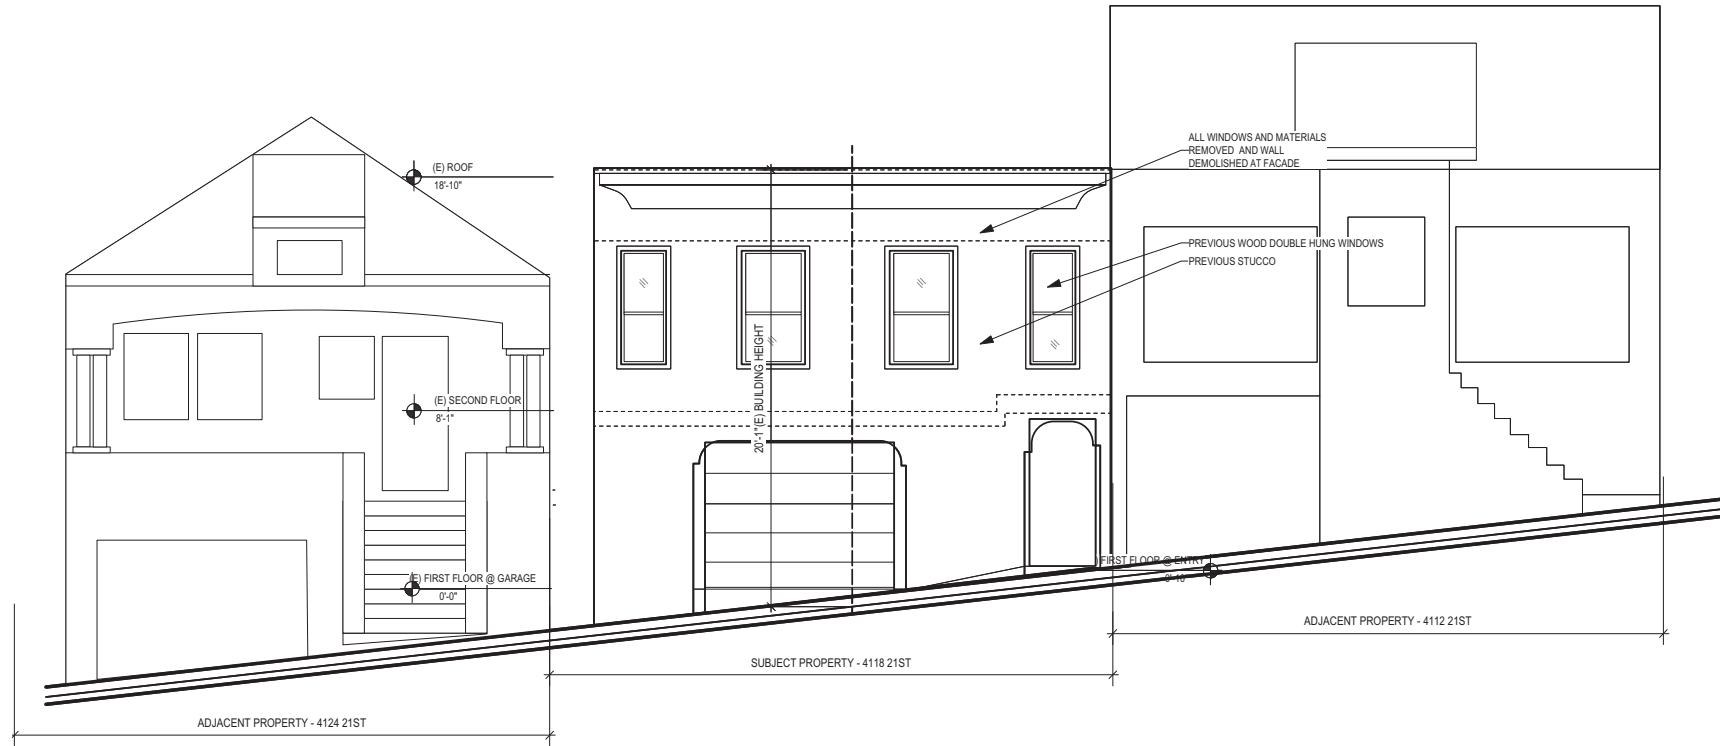 ALL WINDOWS AND MATERIALS
REMOVED AND WALL
DEMOLISHED AT FACADE
(E) ROOF
18'-10"
PREVIOUS WOOD DOUBLE HUNG WINDOWS
PREVIOUS STUCCO
20'-1" (E) BUILDING HEIGHT
(E) SECOND FLOOR
8'-1"
) FIRST FLOOR @ ENTRY
0'-10"
(E) FIRST FLOOR @ GARAGE
0'-0"
ADJACENT PROPERTY - 4112 21ST
SUBJECT PROPERTY - 4118 21ST
ADJACENT PROPERTY - 4124 21ST